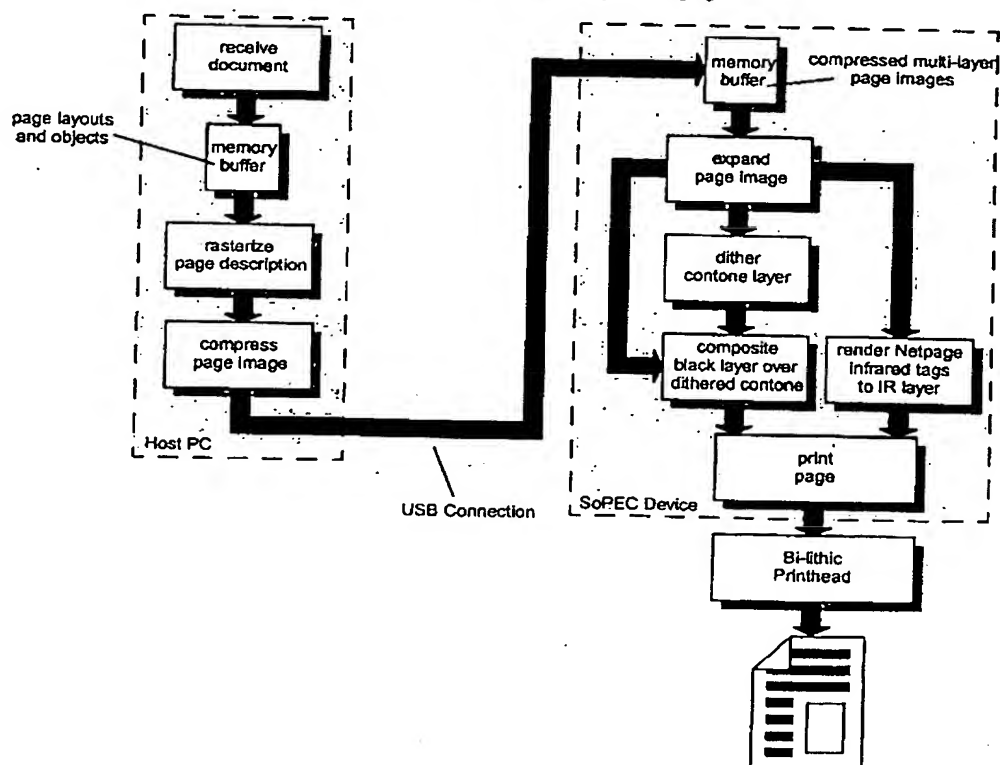 receive
document
page layouts
and objects
memory
buffer
rasterize
page description
compress
page image
Host PC
USB Connection
memory
buffer
compressed multi-layer
page images
expand
page image
dither
contone layer
composite
black layer over
dithered contone
render Netpage
infrared tags
to IR layer
print
page
SoPEC Device
Bi-lithic
Printhead